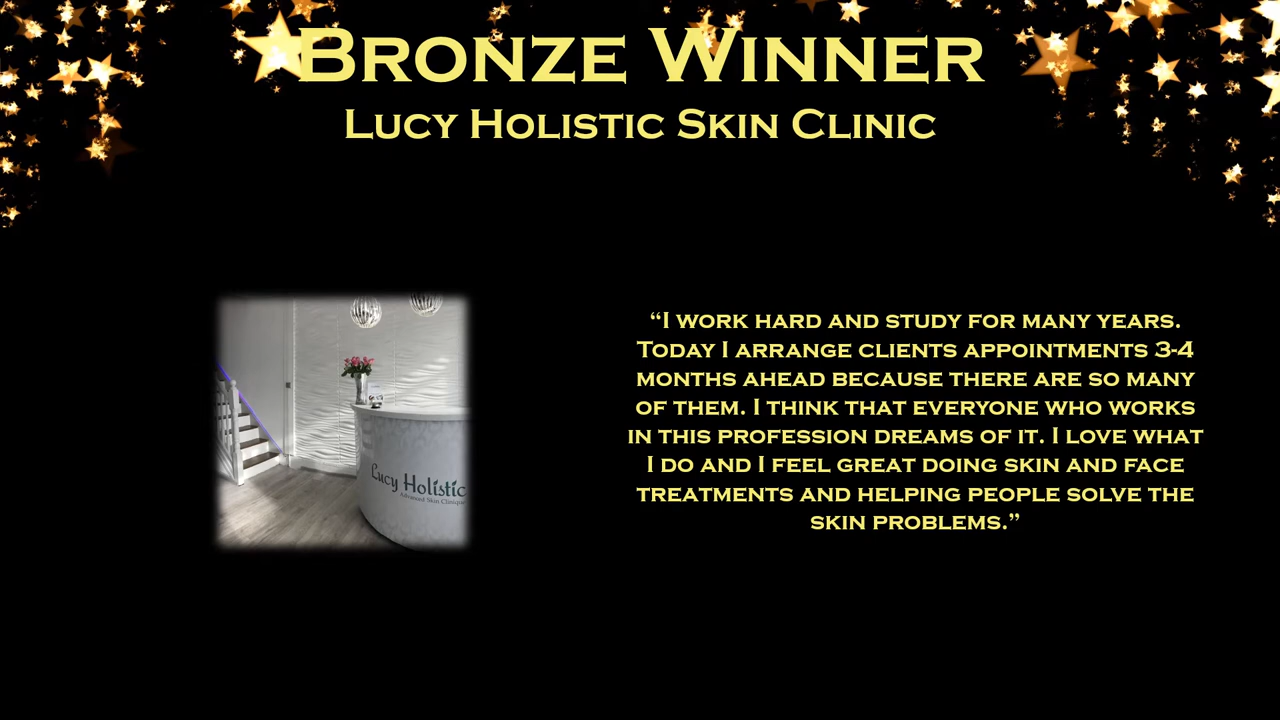 Bronze Winner
Lucy Holistic Skin Clinic
“I work hard and study for many years.
Today I arrange clients appointments 3-4
months ahead because there are so many
of them. I think that everyone who works
in this profession dreams of it. I love what
I do and I feel great doing skin and face
treatments and helping people solve the
skin problems.”
Lucy Holistic
Advanced Skin Clinique